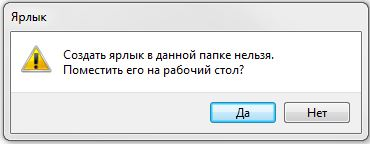 Ярлык
Создать ярлык в данной папке нельзя.
Поместить его на рабочий стол?
Да
Нет